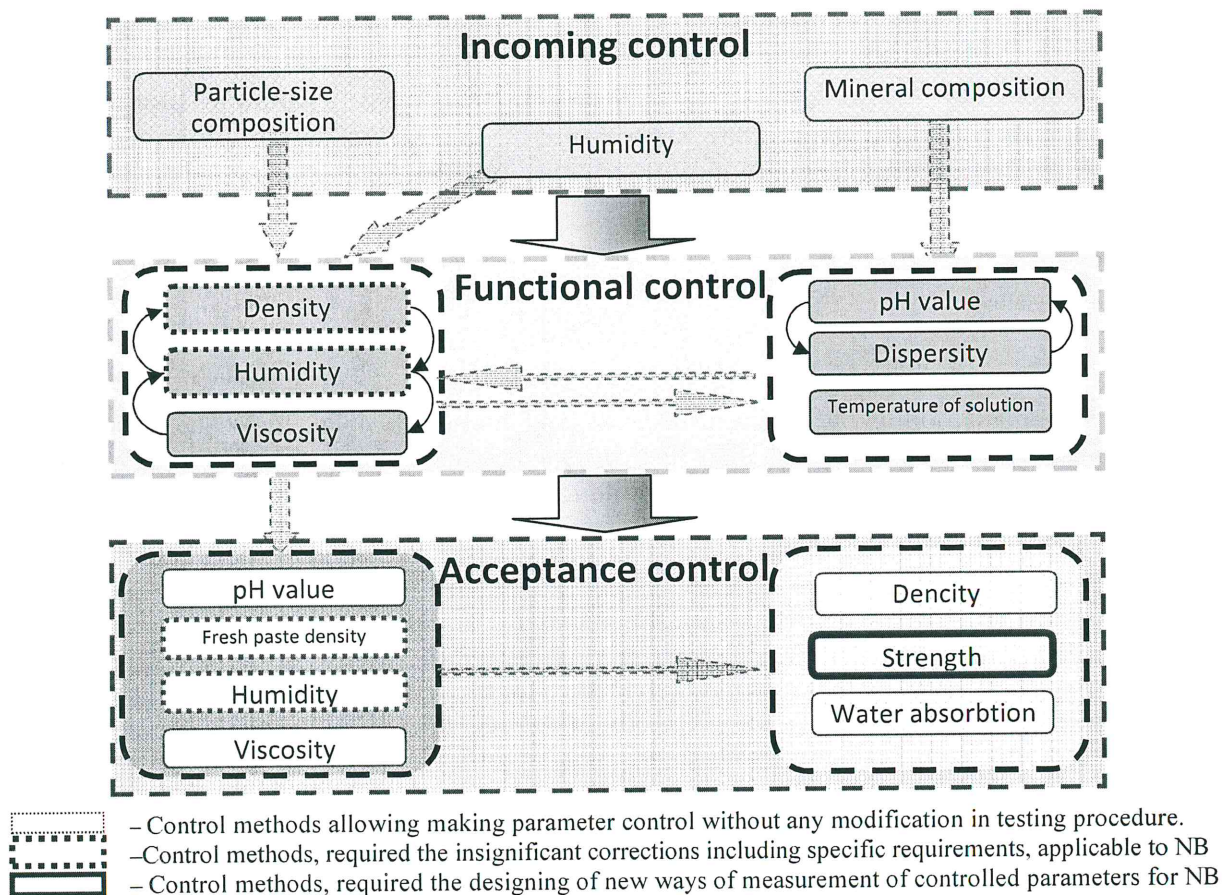 Incoming control
Particle-size
composition
Mineral composition
Humidity
Functional control
Density
Humidity
Viscosity
pH value
Dispersity
Temperature of solution
Acceptance control
pH value
Fresh paste density
Humidity
Viscosity
Dencity
Strength
Water absorbtion
– Control methods allowing making parameter control without any modification in testing procedure.
–Control methods, required the insignificant corrections including specific requirements, applicable to NB
– Control methods, required the designing of new ways of measurement of controlled parameters for NB